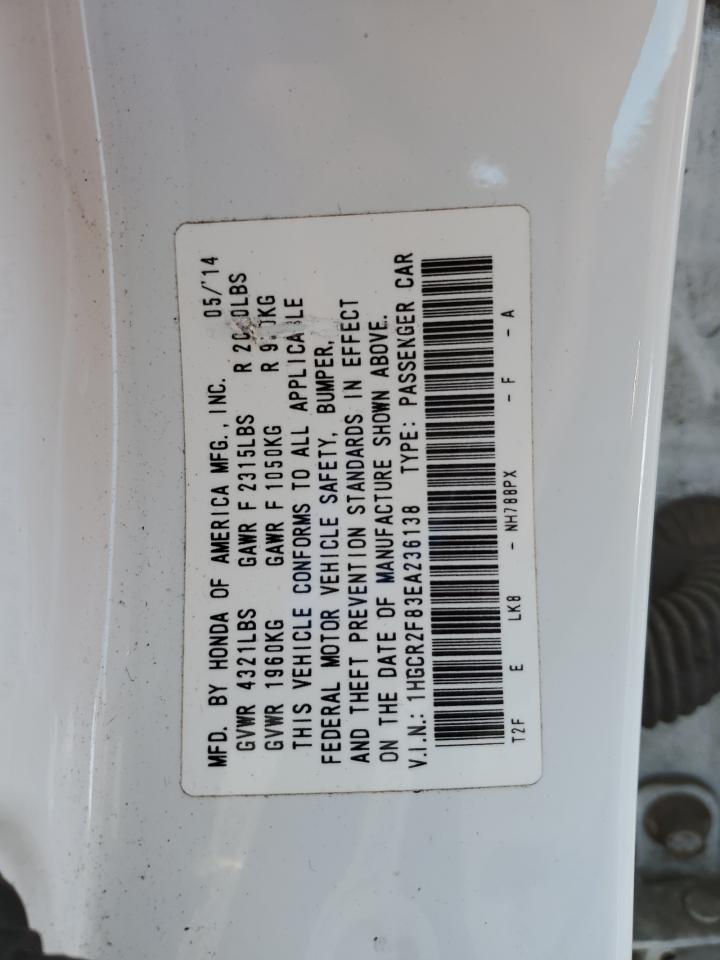 MFD. BY HONDA OF AMERICA MFG., INC. 05/'14
GVWR 4321LBS GAWR F 2315LBS R
GVWR 1960KG GAWR F 1050KG R
THIS VEHICLE CONFORMS TO ALL APPLICABLE
FEDERAL MOTOR VEHICLE SAFETY, BUMPER,
AND THEFT PREVENTION STANDARDS IN EFFECT
ON THE DATE OF MANUFACTURE SHOWN ABOVE.
V.I.N.: 1HGCR2F83EA236138 TYPE: PASSENGER CAR
T2F E LK8 - NH788PX - F - A